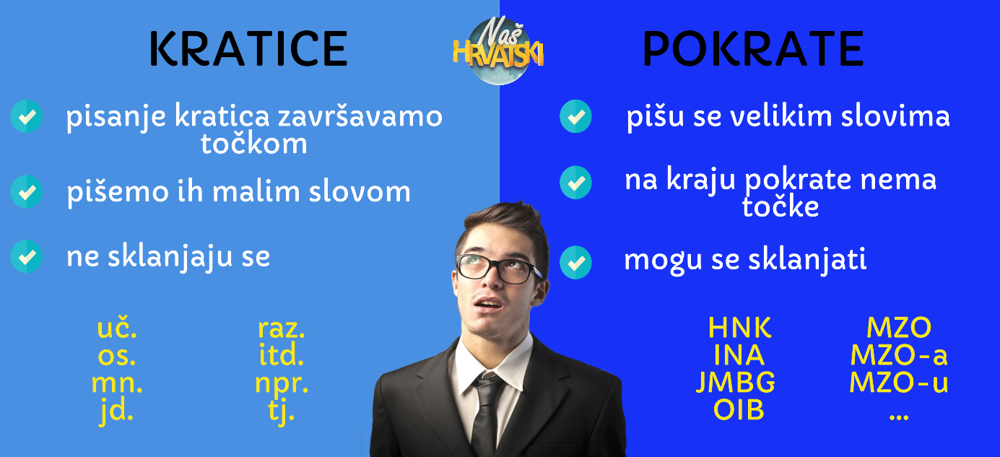 KRATICE
Naš
HRVATSKI
POKRATE
pisanje kratica završavamo
točkom
pišemo ih malim slovom
ne sklanjaju se
uč.
os.
mn.
jd.
raz.
itd.
npr.
tj.
pišu se velikim slovima
na kraju pokrate nema
točke
mogu se sklanjati
HNK
INA
JMBG
OIB
MZO
MZO-a
MZO-u
...